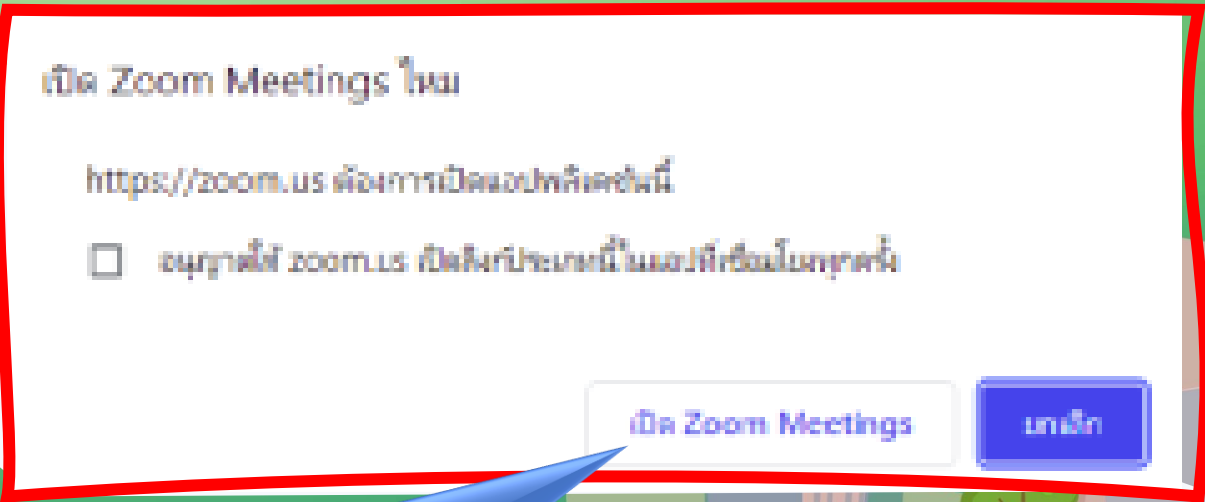 เปิด Zoom Meetings ไหม
https://zoom.us ต้องการเปิดแอปพลิเคชันนี้
อนุญาตให้ zoom.us เปิดลิงก์ประเภทนี้ในแอปที่เชื่อมโยงทุกครั้ง
เปิด Zoom Meetings
ยกเลิก